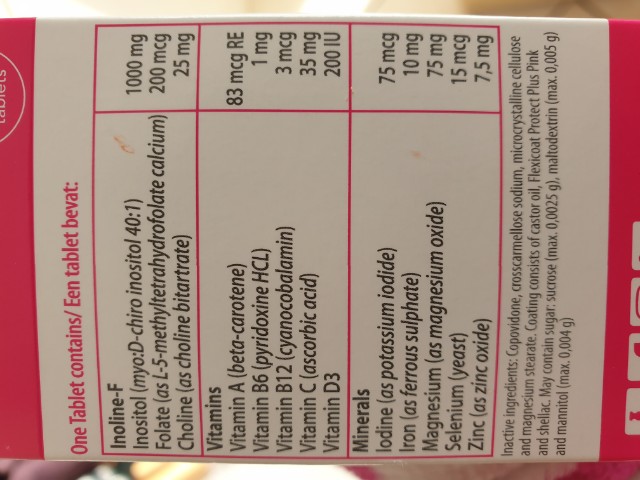 tablets
One Tablet contains/ Een tablet bevat:
Inoline-F
Inositol (myo:D-chiro inositol 40:1) 1000 mg
Folate (as L-5-methyltetrahydrofolate calcium) 200 mcg
Choline (as choline bitartrate) 25 mg
Vitamins
Vitamin A (beta-carotene) 83 mcg RE
Vitamin B6 (pyridoxine HCL) 1 mg
Vitamin B12 (cyanocobalamin) 3 mcg
Vitamin C (ascorbic acid) 35 mg
Vitamin D3 200 IU
Minerals
Iodine (as potassium iodide) 75 mcg
Iron (as ferrous sulphate) 10 mg
Magnesium (as magnesium oxide) 75 mg
Selenium (yeast) 15 mcg
Zinc (as zinc oxide) 7,5 mg
Inactive Ingredients: Copovidone, crosscarmellose sodium, microcrystalline cellulose
and magnesium stearate. Coating consists of castor oil, Flexicoat Protect Plus Pink
and shellac. May contain sugar: sucrose (max. 0,0025 g), maltodextrin (max. 0,005 g)
and mannitol (max. 0,004 g)